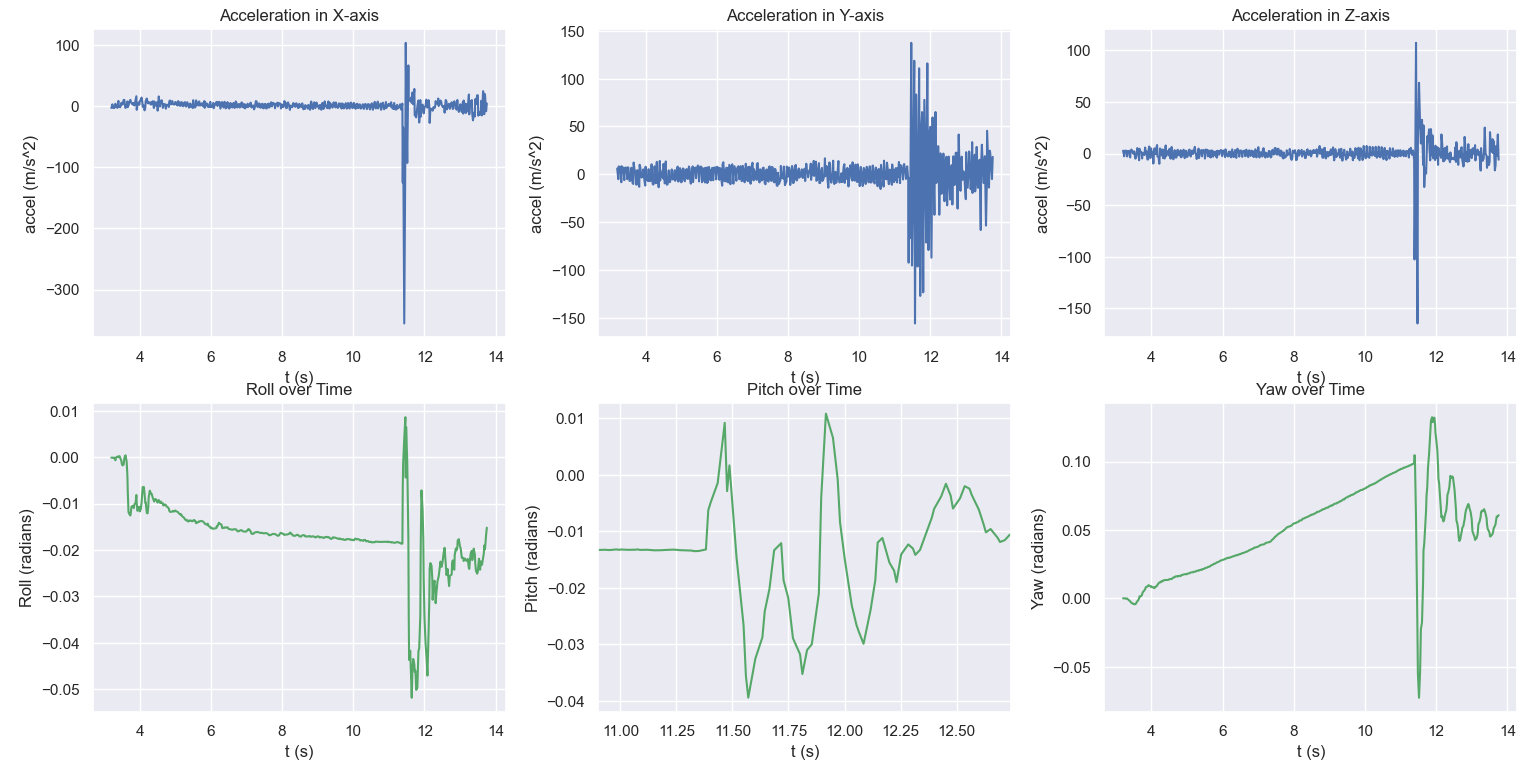 Acceleration in X-axis
accel (m/s^2)
100
0
−100
−200
−300
4 6 8 10 12 14
t (s)
Acceleration in Y-axis
accel (m/s^2)
150
100
50
0
−50
−100
−150
4 6 8 10 12 14
t (s)
Acceleration in Z-axis
accel (m/s^2)
100
50
0
−50
−100
−150
4 6 8 10 12 14
t (s)
Roll over Time
Roll (radians)
0.01
0.00
−0.01
−0.02
−0.03
−0.04
−0.05
4 6 8 10 12 14
t (s)
Pitch over Time
Pitch (radians)
0.01
0.00
−0.01
−0.02
−0.03
−0.04
11.00 11.25 11.50 11.75 12.00 12.25 12.50
t (s)
Yaw over Time
Yaw (radians)
0.10
0.05
0.00
−0.05
4 6 8 10 12 14
t (s)